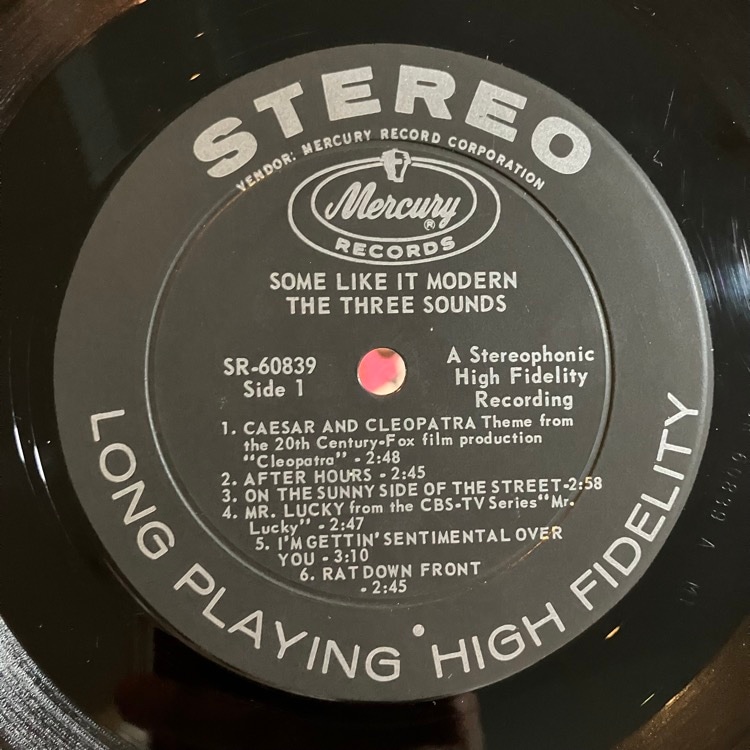 STEREO
VENDOR: MERCURY RECORD CORPORATION
Mercury ®
RECORDS
SOME LIKE IT MODERN
THE THREE SOUNDS
SR-60839
Side 1
A Stereophonic
High Fidelity
Recording
1. CAESAR AND CLEOPATRA Theme from
the 20th Century-Fox film production
"Cleopatra" - 2:48
2. AFTER HOURS - 2:45
3. ON THE SUNNY SIDE OF THE STREET-2:58
4. MR. LUCKY from the CBS-TV Series "Mr.
Lucky" - 2:47
5. I'M GETTIN' SENTIMENTAL OVER
YOU - 3:10
6. RAT DOWN FRONT
- 2:45
LONG PLAYING • HIGH FIDELITY